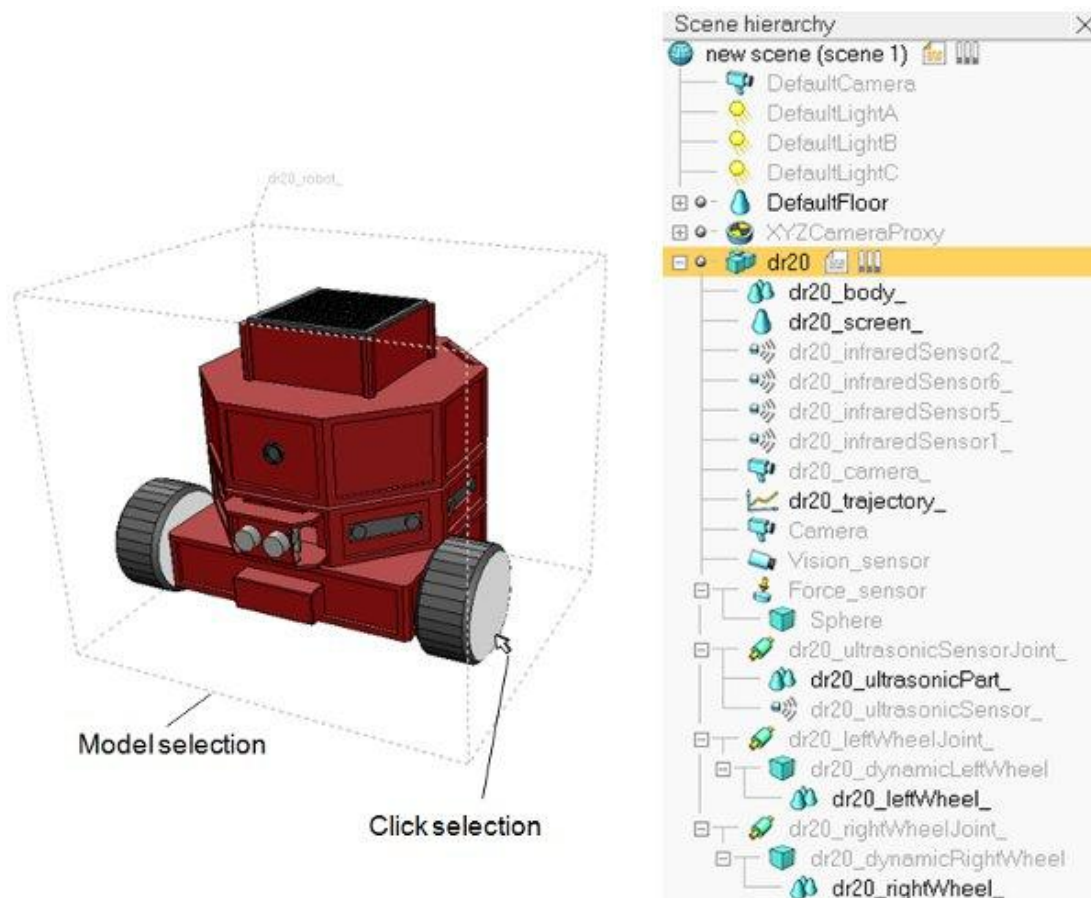 dr20_robot_
Model selection
Click selection
Scene hierarchy
new scene (scene 1)
DefaultCamera
DefaultLightA
DefaultLightB
DefaultLightC
DefaultFloor
XYZCameraProxy
dr20
dr20_body_
dr20_screen_
dr20_infraredSensor2_
dr20_infraredSensor6_
dr20_infraredSensor5_
dr20_infraredSensor1_
dr20_camera_
dr20_trajectory_
Camera
Vision_sensor
Force_sensor
Sphere
dr20_ultrasonicSensorJoint_
dr20_ultrasonicPart_
dr20_ultrasonicSensor_
dr20_leftWheelJoint_
dr20_dynamicLeftWheel
dr20_leftWheel_
dr20_rightWheelJoint_
dr20_dynamicRightWheel
dr20_rightWheel_